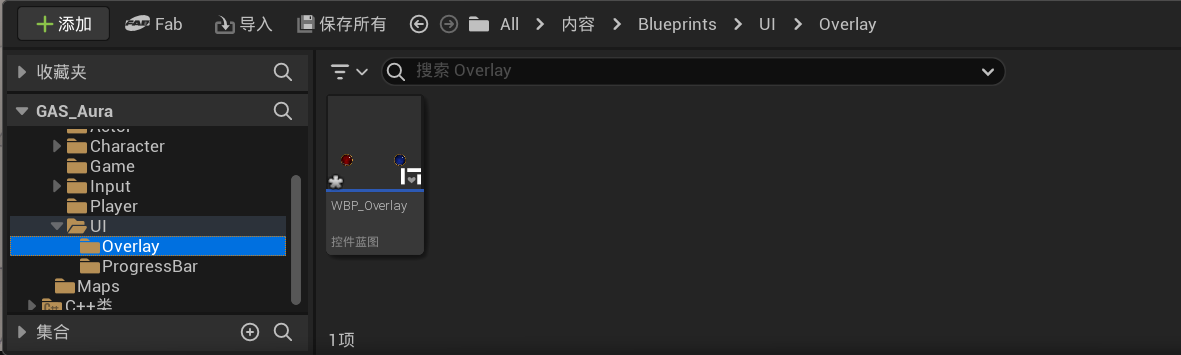 添加 Fab 导入 保存所有 All 内容 Blueprints UI Overlay
收藏夹
搜索 Overlay
GAS_Aura
Actor
Character
Game
Input
Player
UI
Overlay
ProgressBar
Maps
C++类
集合
WBP_Overlay
控件蓝图
1项